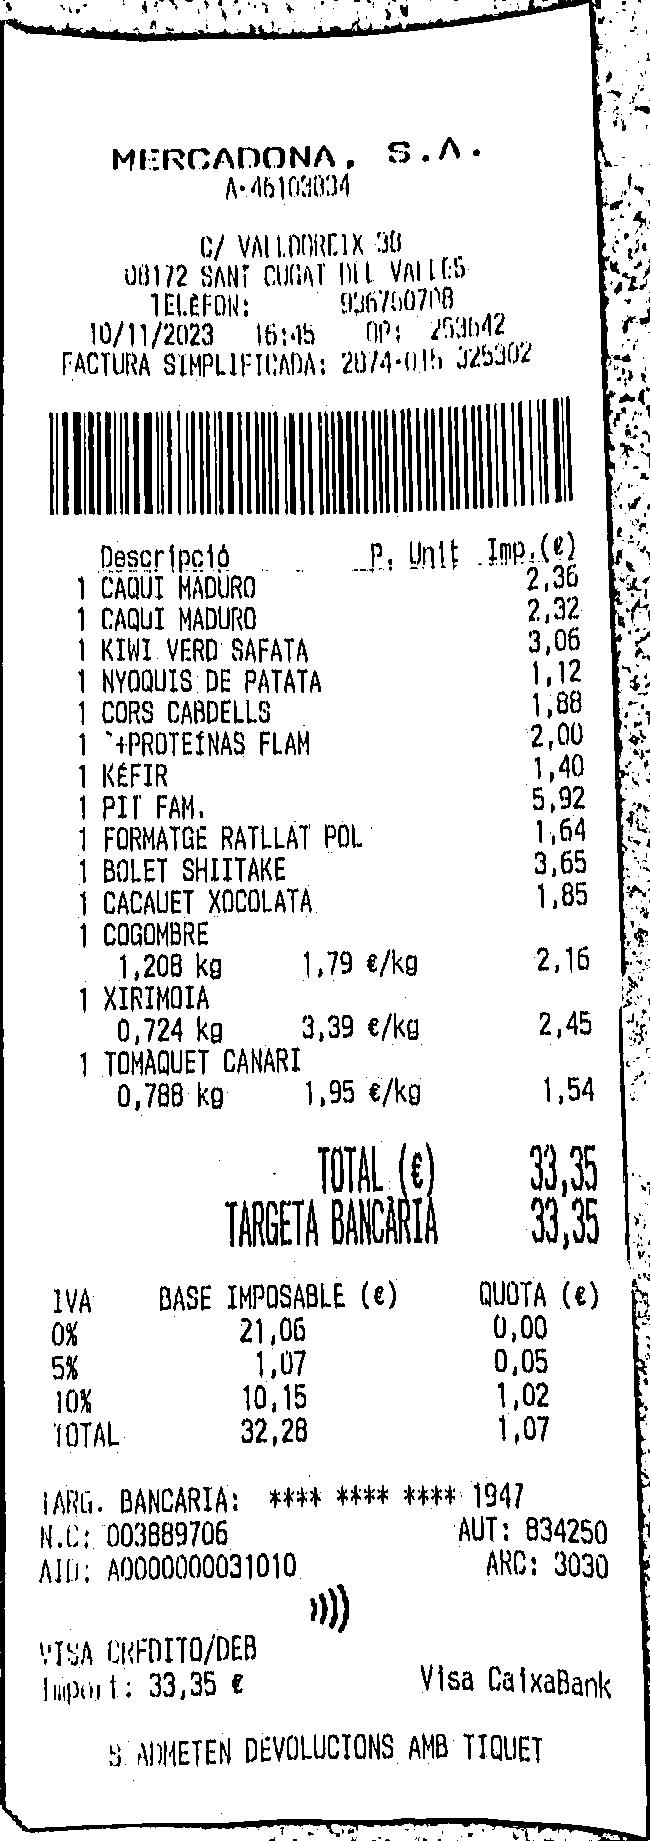 MERCADONA, S.A.
A-46103834
C/ VALLDOREIX 38
08172 SANT CUGAT DEL VALLES
TELÈFON: 936760708
10/11/2023 16:45 OP: 253642
FACTURA SIMPLIFICADA: 2874-015 325302
Descripció P. Unit Imp.(€)
1 CAQUI MADURO 2,36
1 CAQUI MADURO 2,32
1 KIWI VERD SAFATA 3,06
1 NYOQUIS DE PATATA 1,12
1 CORS CABDELLS 1,88
1 `+PROTEÍNAS FLAM 2,00
1 KÉFIR 1,40
1 PIT FAM. 5,92
1 FORMATGE RATLLAT POL 1,64
1 BOLET SHIITAKE 3,65
1 CACAUET XOCOLATA 1,85
1 COGOMBRE
1,208 kg 1,79 €/kg 2,16
1 XIRIMOIA
0,724 kg 3,39 €/kg 2,45
1 TOMAQUET CANARI
0,788 kg 1,95 €/kg 1,54
TOTAL (€) 33,35
TARGETA BANCÀRIA 33,35
IVA BASE IMPOSABLE (€) QUOTA (€)
0% 21,06 0,00
5% 1,07 0,05
10% 10,15 1,02
TOTAL 32,28 1,07
TARG. BANCARIA: **** **** **** 1947
N.C: 003889706 AUT: 834250
AID: A0000000031010 ARC: 3030
VISA CREDITO/DEB
Import: 33,35 € Visa CaixaBank
S ADMETEN DEVOLUCIONS AMB TIQUET